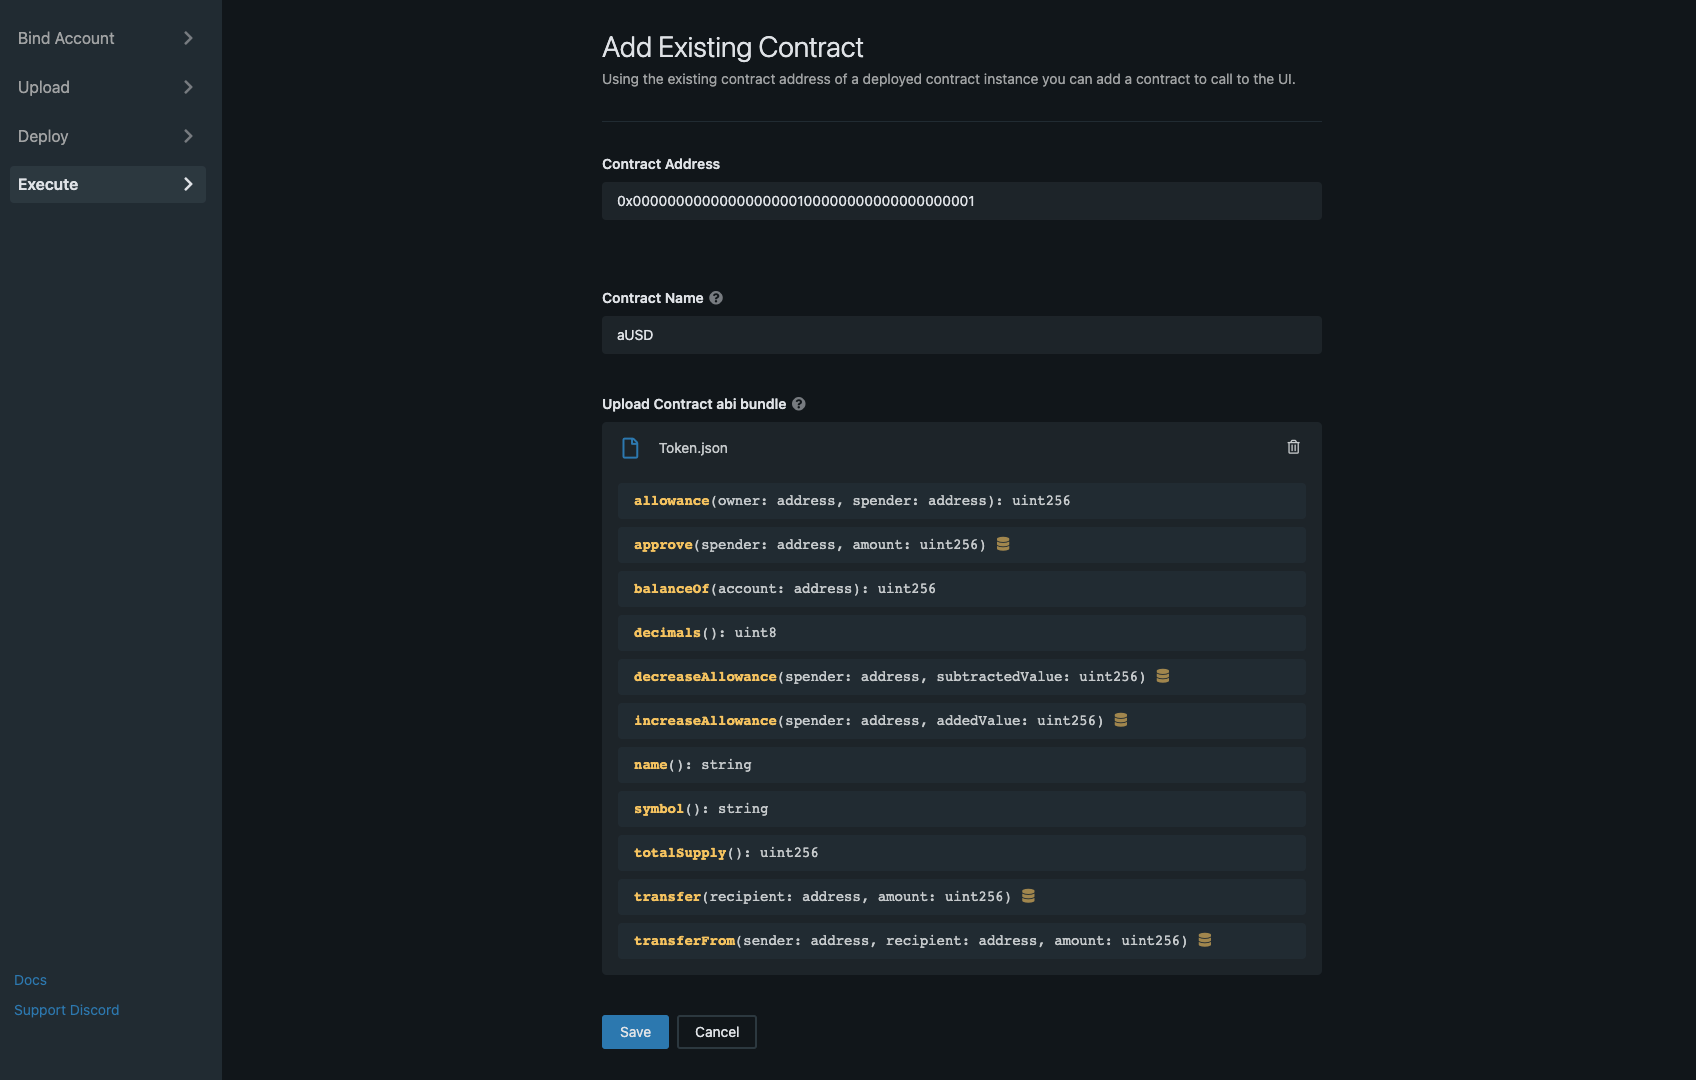 Bind Account
Upload
Deploy
Execute
Docs
Support Discord
Add Existing Contract
Using the existing contract address of a deployed contract instance you can add a contract to call to the UI.
Contract Address
0x0000000000000000000100000000000000000001
Contract Name
aUSD
Upload Contract abi bundle
Token.json
allowance(owner: address, spender: address): uint256
approve(spender: address, amount: uint256)
balanceOf(account: address): uint256
decimals(): uint8
decreaseAllowance(spender: address, subtractedValue: uint256)
increaseAllowance(spender: address, addedValue: uint256)
name(): string
symbol(): string
totalSupply(): uint256
transfer(recipient: address, amount: uint256)
transferFrom(sender: address, recipient: address, amount: uint256)
Save
Cancel